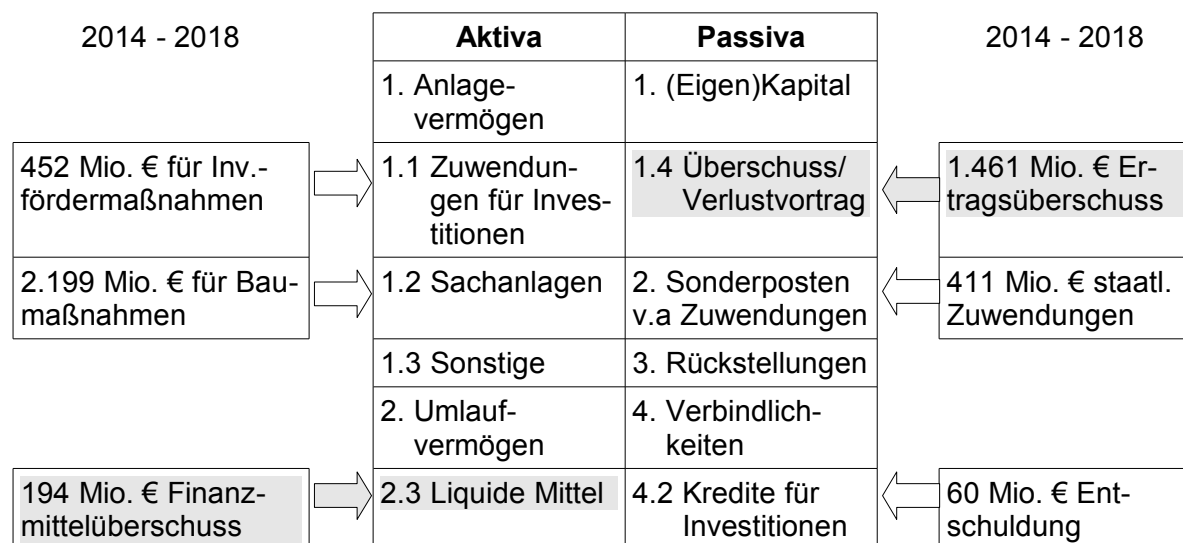 2014 - 2018
Aktiva
Passiva
2014 - 2018
1. Anlage-
vermögen
1. (Eigen)Kapital
452 Mio. € für Inv.-
fördermaßnahmen
1.1 Zuwendun-
gen für Inves-
titionen
1.4 Überschuss/
Verlustvortrag
1.461 Mio. € Er-
tragsüberschuss
2.199 Mio. € für Bau-
maßnahmen
1.2 Sachanlagen
2. Sonderposten
v.a Zuwendungen
411 Mio. € staatl.
Zuwendungen
1.3 Sonstige
3. Rückstellungen
2. Umlauf-
vermögen
4. Verbindlich-
keiten
194 Mio. € Finanz-
mittelüberschuss
2.3 Liquide Mittel
4.2 Kredite für
Investitionen
60 Mio. € Ent-
schuldung